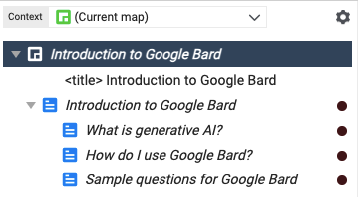 Context (Current map)
Introduction to Google Bard
<title> Introduction to Google Bard
Introduction to Google Bard
What is generative AI?
How do I use Google Bard?
Sample questions for Google Bard